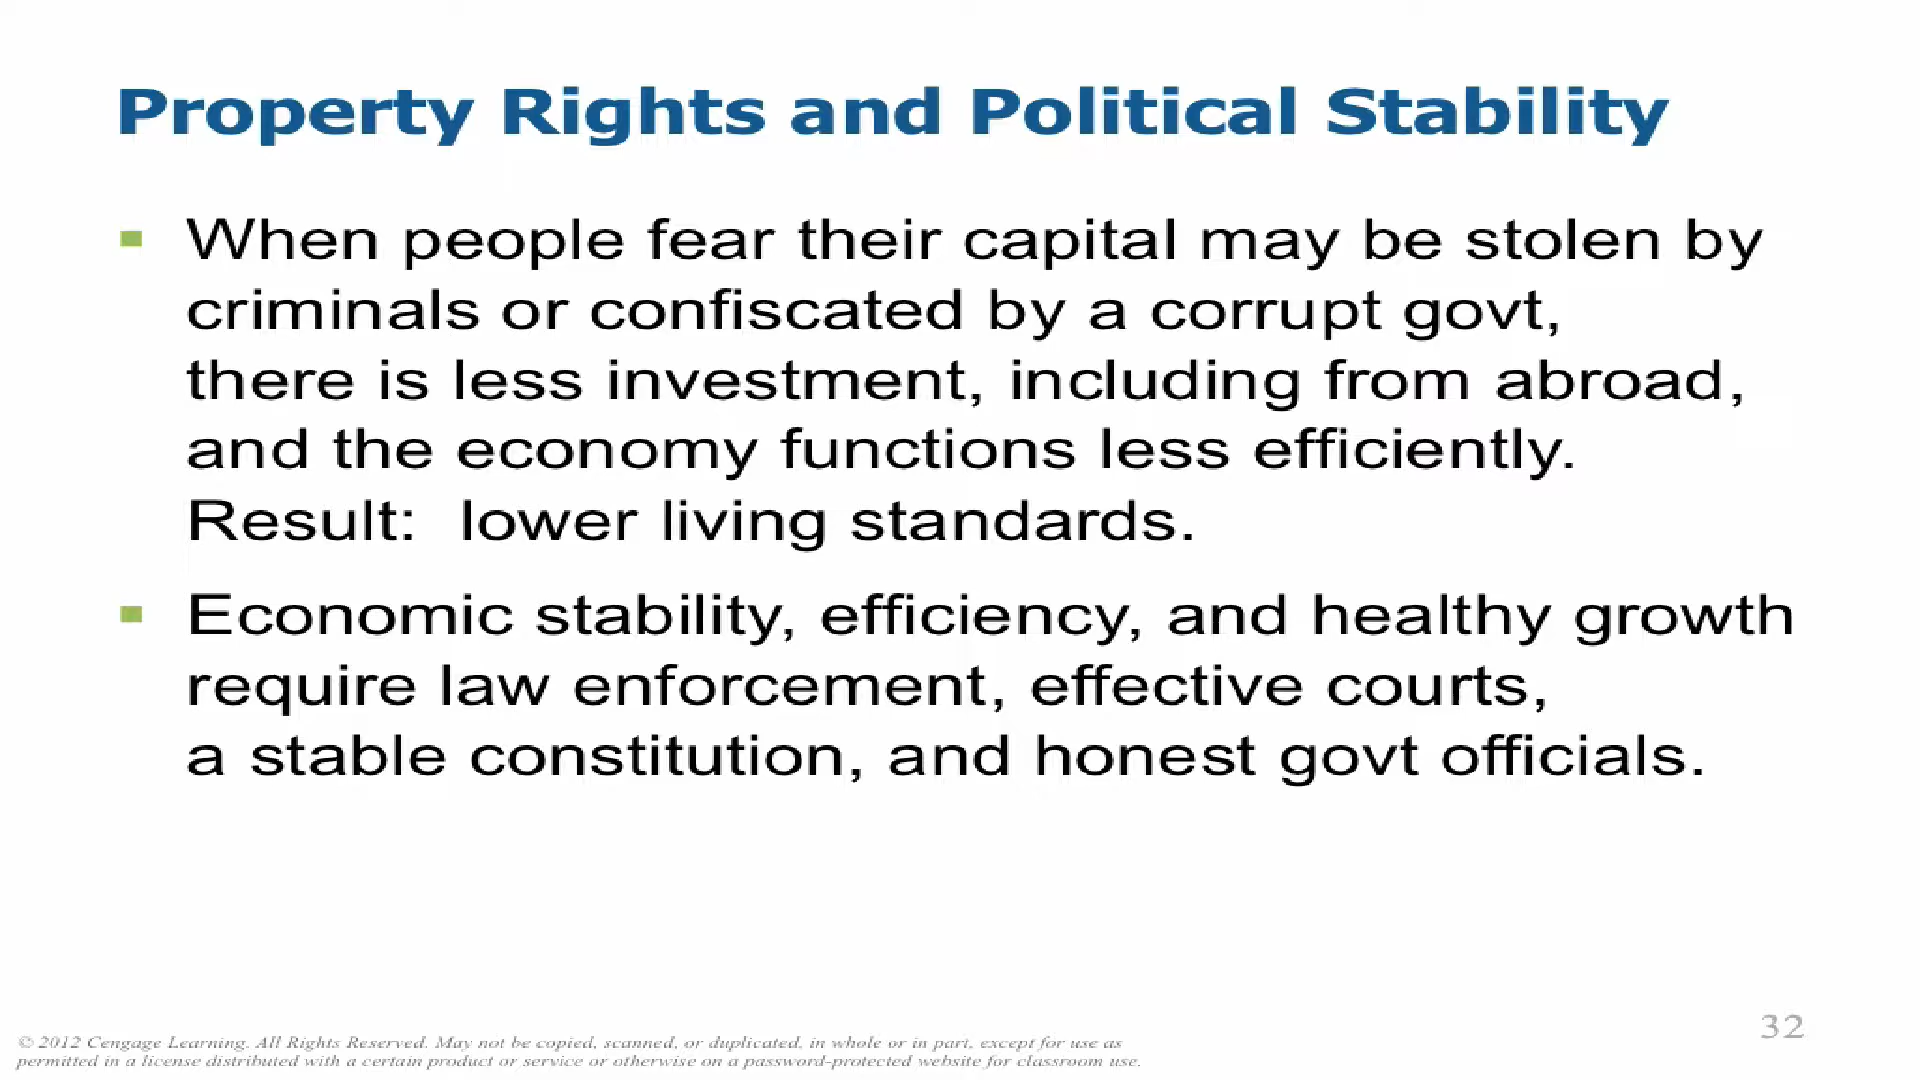 Property Rights and Political Stability
When people fear their capital may be stolen by
criminals or confiscated by a corrupt govt,
there is less investment, including from abroad,
and the economy functions less efficiently.
Result: lower living standards.
Economic stability, efficiency, and healthy growth
require law enforcement, effective courts,
a stable constitution, and honest govt officials.
32
© 2012 Cengage Learning. All Rights Reserved. May not be copied, scanned, or duplicated, in whole or in part, except for use as
permitted in a license distributed with a certain product or service or otherwise on a password-protected website for classroom use.